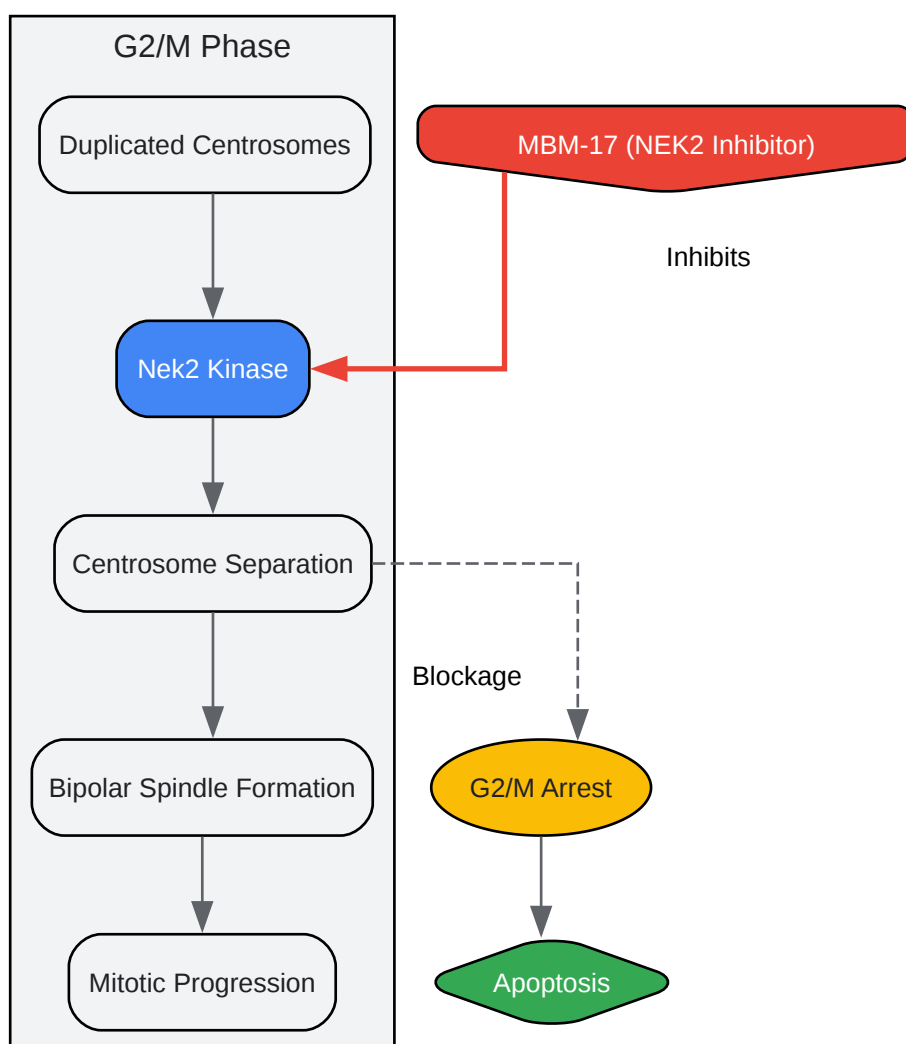 G2/M Phase
Duplicated Centrosomes
MBM-17 (NEK2 Inhibitor)
Inhibits
Nek2 Kinase
Centrosome Separation
Blockage
Bipolar Spindle Formation
G2/M Arrest
Mitotic Progression
Apoptosis